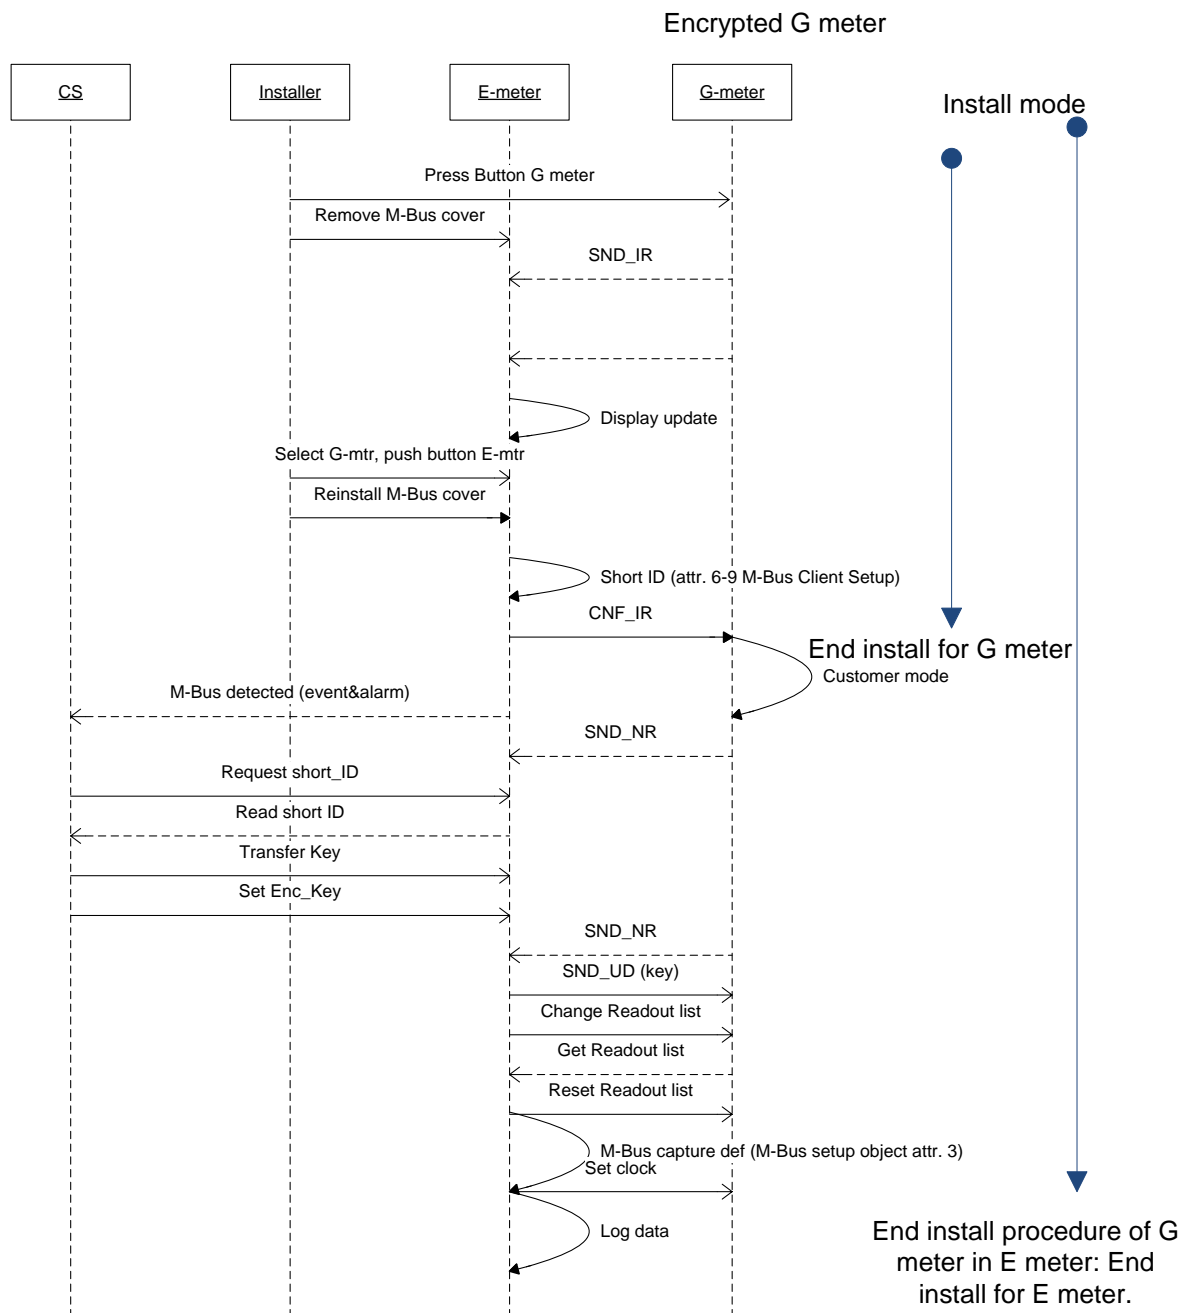 Encrypted G meter
CS
Installer
E-meter
G-meter
Install mode
Press Button G meter
Remove M-Bus cover
SND_IR
Display update
Select G-mtr, push button E-mtr
Reinstall M-Bus cover
Short ID (attr. 6-9 M-Bus Client Setup)
CNF_IR
End install for G meter
Customer mode
M-Bus detected (event&alarm)
SND_NR
Request short_ID
Read short ID
Transfer Key
Set Enc_Key
SND_NR
SND_UD (key)
Change Readout list
Get Readout list
Reset Readout list
M-Bus capture def (M-Bus setup object attr. 3)
Set clock
Log data
End install procedure of G
meter in E meter: End
install for E meter.